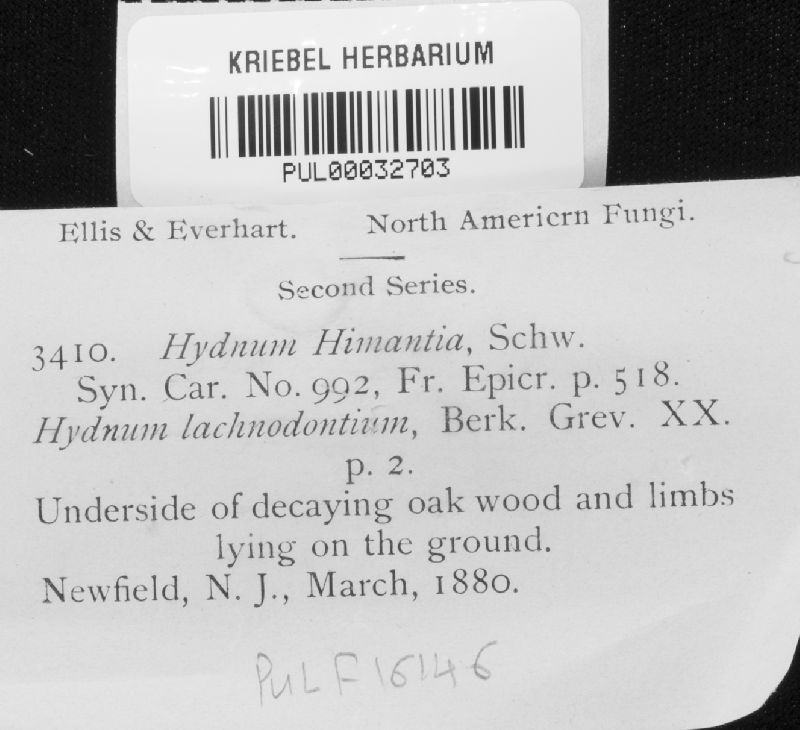 KRIEBEL HERBARIUM
PUL00032703
Ellis & Everhart. North Americrn Fungi.
Second Series.
3410. Hydnum Himantia, Schw.
Syn. Car. No. 992, Fr. Epicr. p. 518.
Hydnum lachnodontium, Berk. Grev. XX.
p. 2.
Underside of decaying oak wood and limbs
lying on the ground.
Newfield, N. J., March, 1880.
PUL F16146